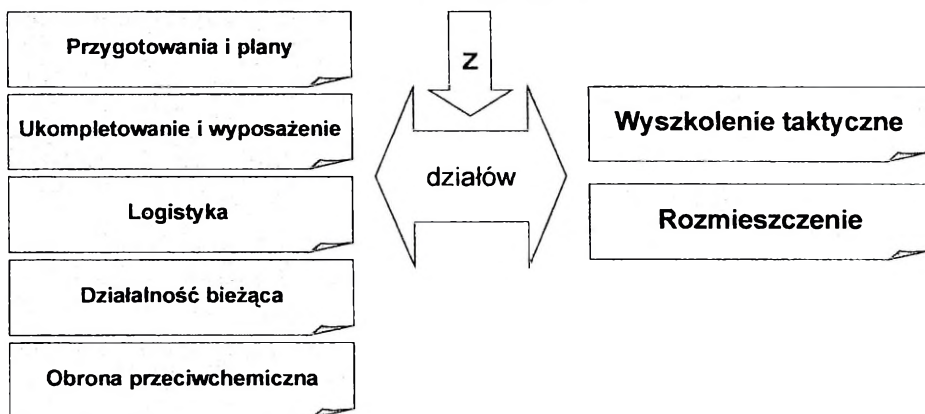 Przygotowania i plany
Ukompletowanie i wyposażenie
Logistyka
Działalność bieżąca
Obrona przeciwchemiczna
z
działów
Wyszkolenie taktyczne
Rozmieszczenie